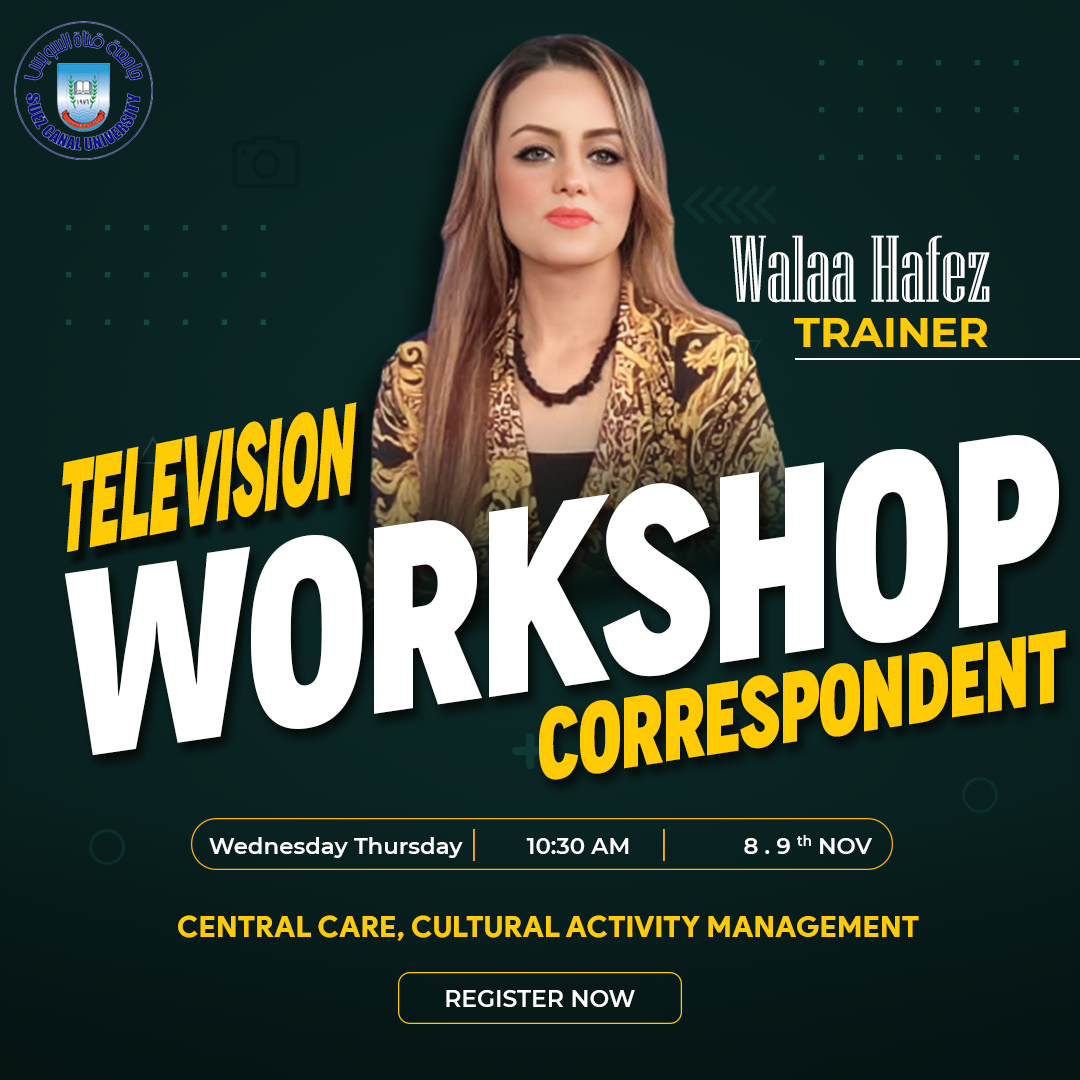 جامعة قناة السويس
١٩٧٦
SUEZ CANAL UNIVERSITY
Walaa Hafez
TRAINER
TELEVISION
WORKSHOP
CORRESPONDENT
Wednesday Thursday | 10:30 AM | 8 . 9 th NOV
CENTRAL CARE, CULTURAL ACTIVITY MANAGEMENT
REGISTER NOW